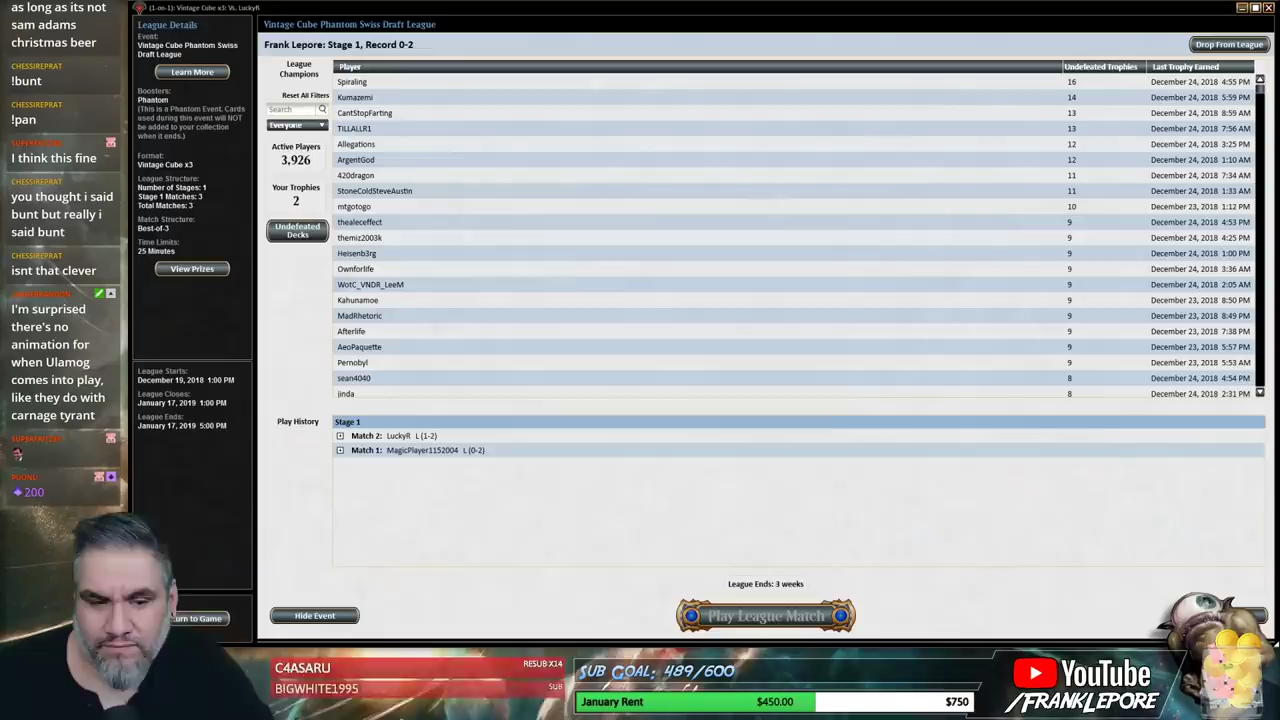 as long as its not
sam adams
christmas beer
CHESSIREPRAT
!bunt
CHESSIREPRAT
!pan
I think this fine
CHESSIREPRAT
you thought i said
bunt but really i
said bunt
CHESSIREPRAT
isnt that clever
I'm surprised
there's no
animation for
when Ulamog
comes into play,
like they do with
carnage tyrant
200
(1-on-1): Vintage Cube x3: Vs. LuckyR
League Details
Event:
Vintage Cube Phantom Swiss
Draft League
Learn More
Boosters:
Phantom
(This is a Phantom Event. Cards
used during this event will NOT
be added to your collection
when it ends.)
Format:
Vintage Cube x3
League Structure:
Number of Stages: 1
Stage 1 Matches: 3
Total Matches: 3
Match Structure:
Best-of-3
Time Limits:
25 Minutes
View Prizes
League Starts:
December 19, 2018 1:00 PM
League Closes:
January 17, 2019 1:00 PM
League Ends:
January 17, 2019 5:00 PM
urn to Game
Vintage Cube Phantom Swiss Draft League
Frank Lepore: Stage 1, Record 0-2
Drop From League
League
Champions
Reset All Filters
Search
Everyone
Active Players
3,926
Your Trophies
2
Undefeated
Decks
Player Undefeated Trophies Last Trophy Earned
Spiraling 16 December 24, 2018 4:55 PM
Kumazemi 14 December 24, 2018 5:59 PM
CantStopFarting 13 December 24, 2018 8:59 AM
TILLALLR1 13 December 24, 2018 7:56 AM
Allegations 12 December 24, 2018 3:25 PM
ArgentGod 12 December 24, 2018 1:10 AM
420dragon 11 December 24, 2018 7:34 AM
StoneColdSteveAustin 11 December 24, 2018 1:33 AM
mtgotogo 10 December 23, 2018 1:12 PM
thealeceffect 9 December 24, 2018 4:53 PM
themiz2003k 9 December 24, 2018 4:25 PM
Heisenb3rg 9 December 24, 2018 1:00 PM
Ownforlife 9 December 24, 2018 3:36 AM
WotC_VNDR_LeeM 9 December 24, 2018 2:05 AM
Kahunamoe 9 December 23, 2018 8:50 PM
MadRhetoric 9 December 23, 2018 8:49 PM
Afterlife 9 December 23, 2018 7:38 PM
AeoPaquette 9 December 23, 2018 5:57 PM
Pernobyl 9 December 23, 2018 5:53 AM
sean4040 8 December 24, 2018 4:54 PM
jinda 8 December 24, 2018 2:31 PM
Play History
Stage 1
Match 2: LuckyR L (1-2)
Match 1: MagicPlayer1152004 L (0-2)
League Ends: 3 weeks
Hide Event
Play League Match
C4ASARU RESUB X14
BIGWHITE1995 SUB
SUB GOAL: 489/600
January Rent $450.00 $750
YouTube
/FRANKLEPORE